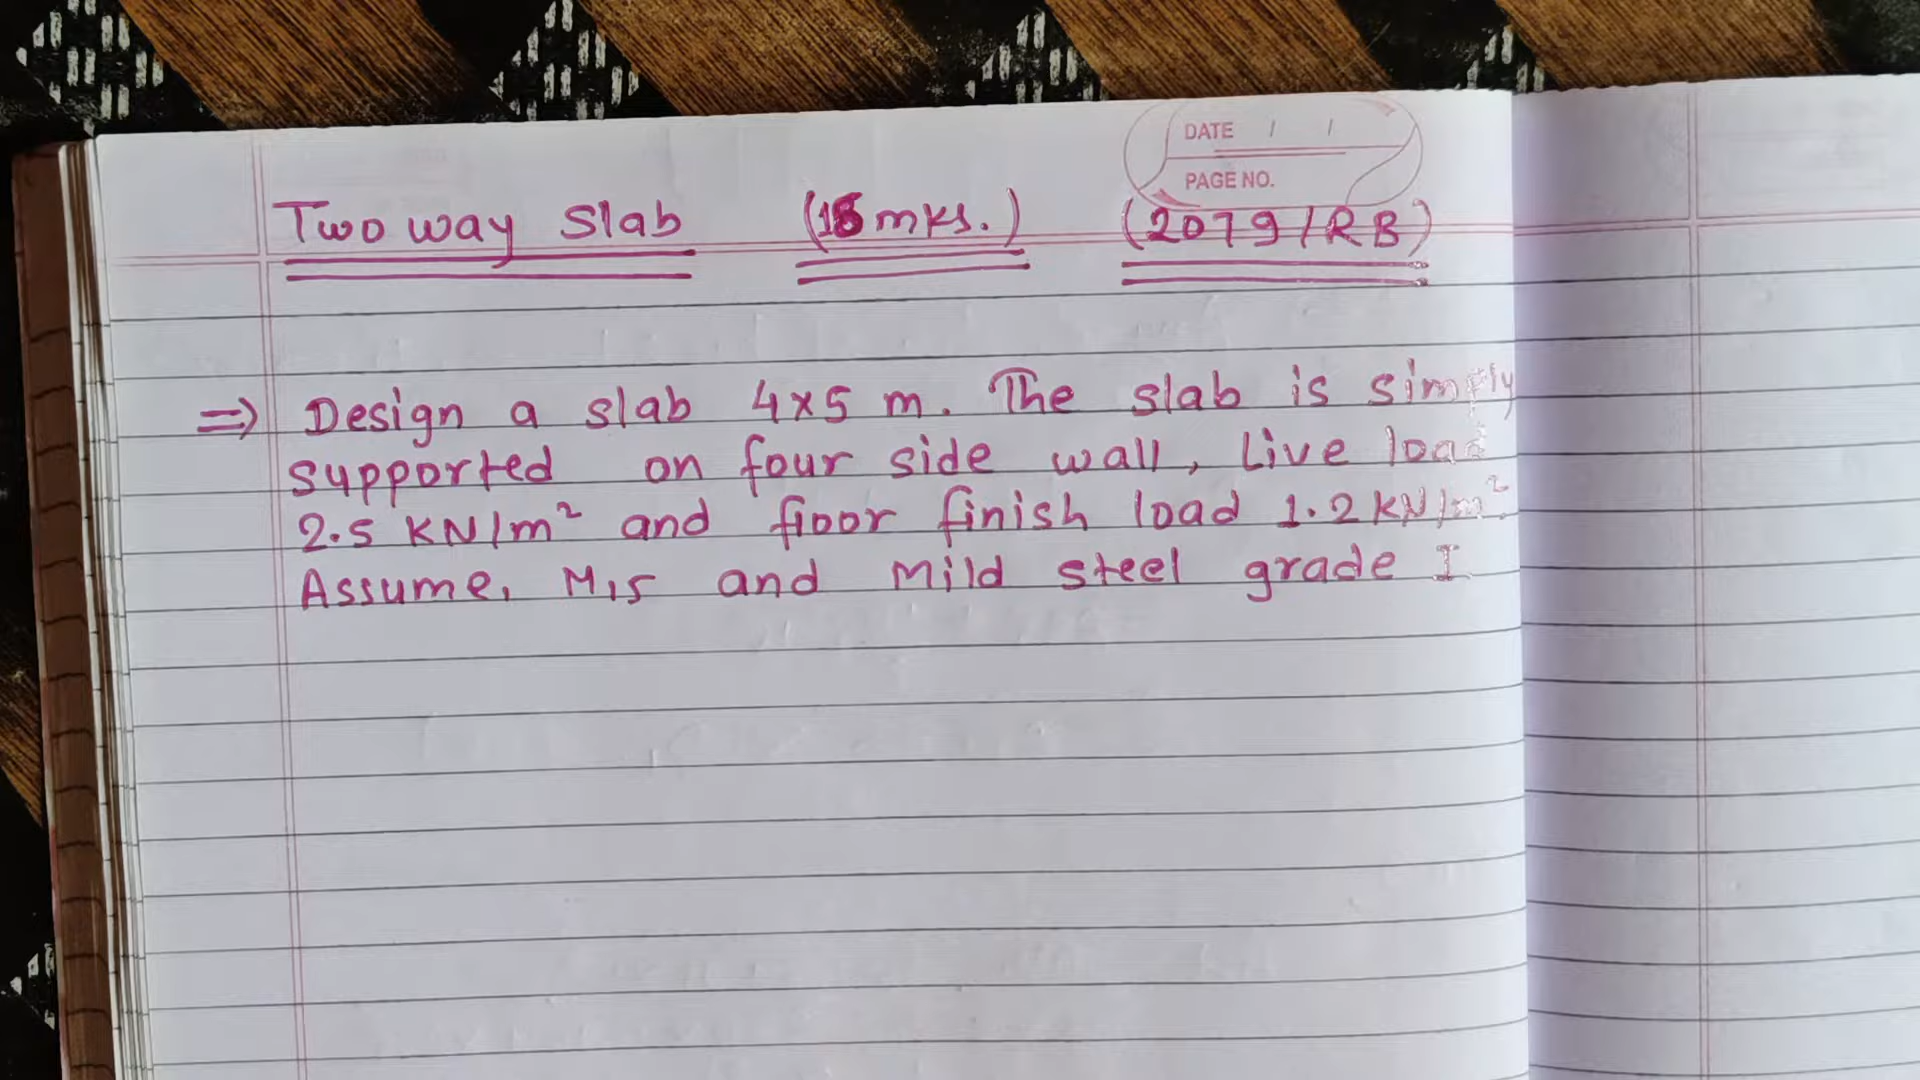 DATE / /
PAGE NO.
Two way Slab (15 mks.) (2079/RB)
⇒ Design a slab 4x5 m. The slab is simply
supported on four side wall, Live load
2.5 KN/m² and floor finish load 1.2 KN/m².
Assume, M15 and Mild steel grade I